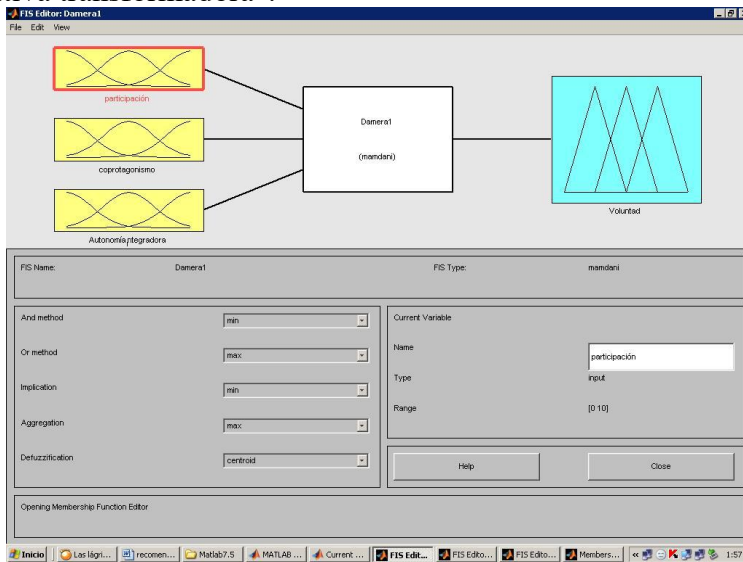 FIS Editor: Damera1
File Edit View
participación
coprotagonismo
Autonomía
Damera1
(mamdani)
Voluntad
FIS Name: Damera1 FIS Type: mamdani
And method min
Or method max
Implication min
Aggregation max
Defuzzification centroid
Current Variable
Name participación
Type input
Range [0 10]
Help Close
Opening Membership Function Editor
Inicio Las lágri... recomen... Matlab7.5 MATLAB ... Current ... FIS Edit... FIS Edito... FIS Edito... Members... « 1:57